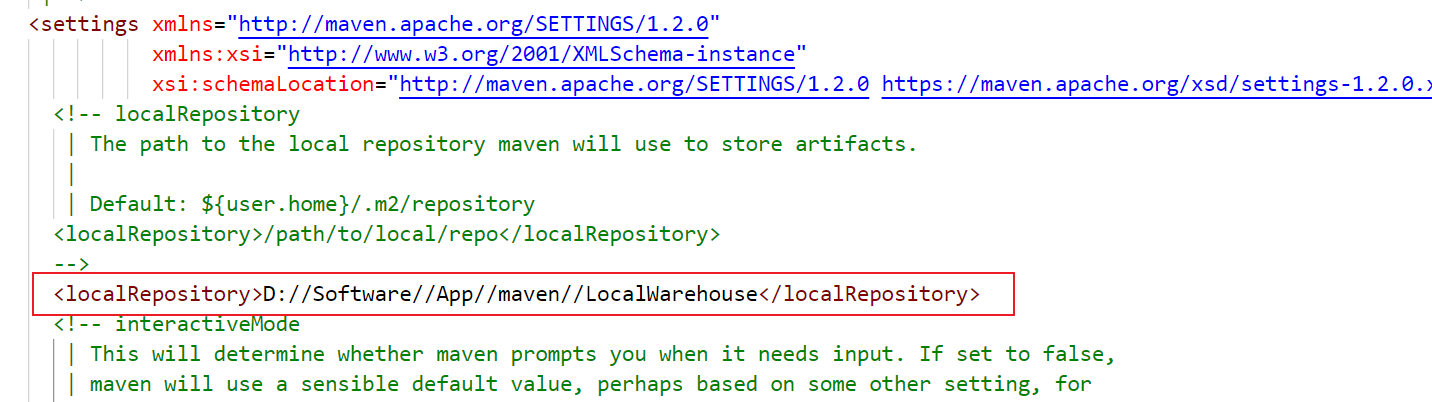 <settings xmlns="http://maven.apache.org/SETTINGS/1.2.0"
xmlns:xsi="http://www.w3.org/2001/XMLSchema-instance"
xsi:schemaLocation="http://maven.apache.org/SETTINGS/1.2.0 https://maven.apache.org/xsd/settings-1.2.0.x
<!-- localRepository
| The path to the local repository maven will use to store artifacts.
|
| Default: ${user.home}/.m2/repository
<localRepository>/path/to/local/repo</localRepository>
-->
<localRepository>D://Software//App//maven//LocalWarehouse</localRepository>
<!-- interactiveMode
| This will determine whether maven prompts you when it needs input. If set to false,
| maven will use a sensible default value, perhaps based on some other setting, for